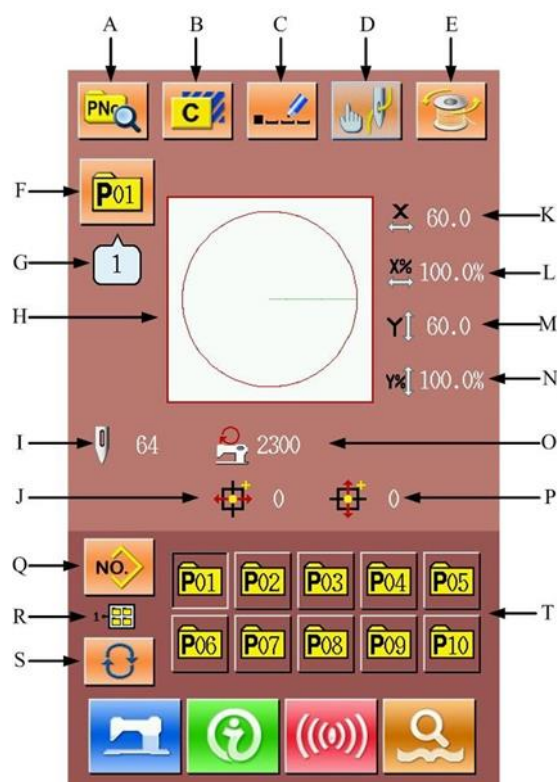 A B C D E
PNo C
F P01 X 60.0 K
G 1 X% 100.0% L
H Y 60.0 M
Y% 100.0% N
I 64 2300 O
J 0 0 P
Q NO. P01 P02 P03 P04 P05
R 1- T
S P06 P07 P08 P09 P10